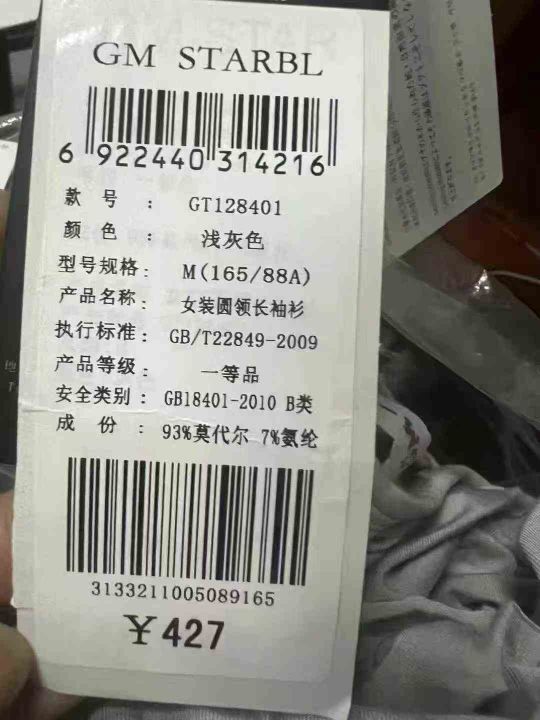 GM STARBL
6 922440 314216
款 号 : GT128401
颜 色 : 浅灰色
型号规格: M(165/88A)
产品名称: 女装圆领长袖衫
执行标准: GB/T22849-2009
产品等级: 一等品
安全类别: GB18401-2010 B类
成 份: 93%莫代尔 7%氨纶
3133211005089165
¥427